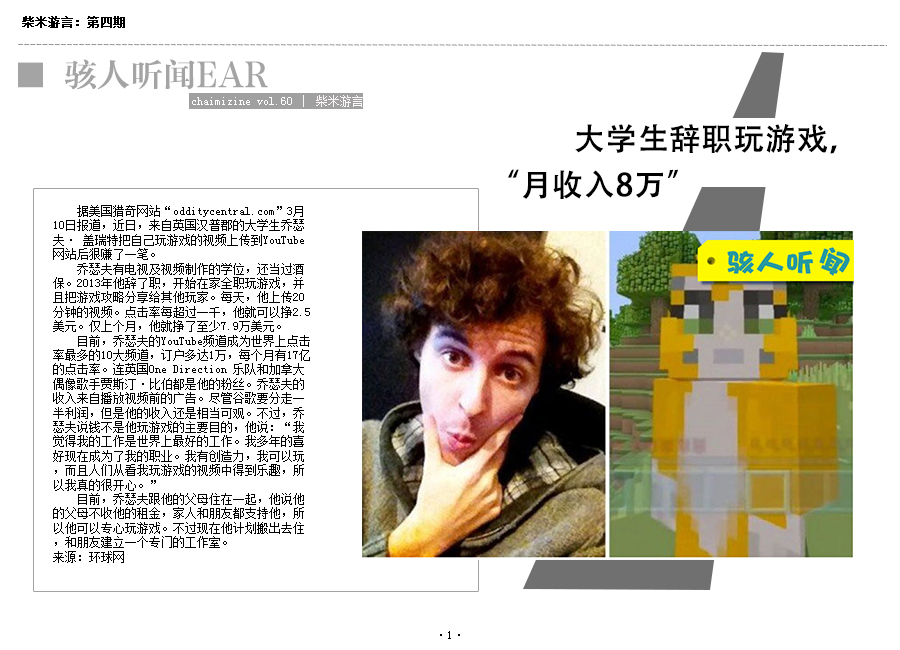 柴米游言：第四期
骇人听闻EAR
chaimizine vol.60 | 柴米游言
大学生辞职玩游戏，
“月收入8万”
骇人听闻
据美国猎奇网站“odditycentral.com”3月
10日报道，近日，来自英国汉普郡的大学生乔瑟
夫· 盖瑞特把自己玩游戏的视频上传到YouTube
网站后狠赚了一笔。
乔瑟夫有电视及视频制作的学位，还当过酒
保。2013年他辞了职，开始在家全职玩游戏，并
且把游戏攻略分享给其他玩家。每天，他上传20
分钟的视频。点击率每超过一千，他就可以挣2.5
美元。仅上个月，他就挣了至少7.9万美元。
目前，乔瑟夫的YouTube频道成为世界上点击
率最多的10大频道，订户多达1万，每个月有17亿
的点击率。连英国One Direction 乐队和加拿大
偶像歌手贾斯汀·比伯都是他的粉丝。乔瑟夫的
收入来自播放视频前的广告。尽管谷歌要分走一
半利润，但是他的收入还是相当可观。不过，乔
瑟夫说钱不是他玩游戏的主要目的，他说：“我
觉得我的工作是世界上最好的工作。我多年的喜
好现在成为了我的职业。我有创造力，我可以玩
，而且人们从看我玩游戏的视频中得到乐趣，所
以我真的很开心。”
目前，乔瑟夫跟他的父母住在一起，他说他
的父母不收他的租金，家人和朋友都支持他，所
以他可以专心玩游戏。不过现在他计划搬出去住
，和朋友建立一个专门的工作室。
来源：环球网
·1·